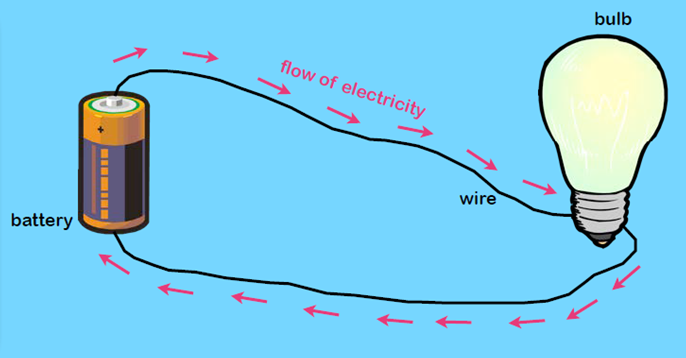 bulb
flow of electricity
+
wire
battery